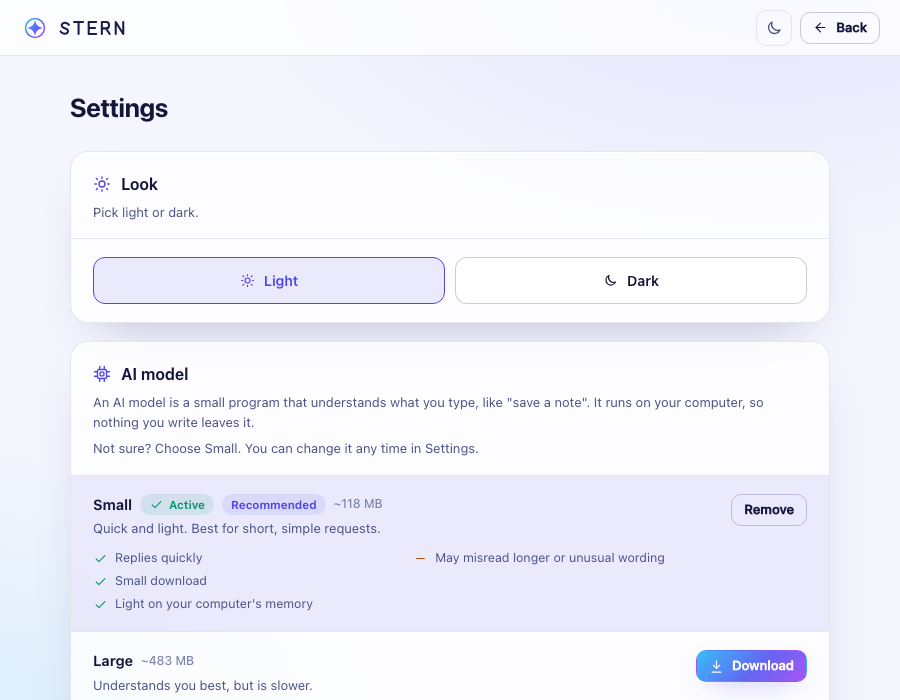 STERN
Back
Settings
Look
Pick light or dark.
Light
Dark
AI model
An AI model is a small program that understands what you type, like "save a note". It runs on your computer, so
nothing you write leaves it.
Not sure? Choose Small. You can change it any time in Settings.
Small Active Recommended ~118 MB
Remove
Quick and light. Best for short, simple requests.
Replies quickly
May misread longer or unusual wording
Small download
Light on your computer's memory
Large ~483 MB
Download
Understands you best, but is slower.